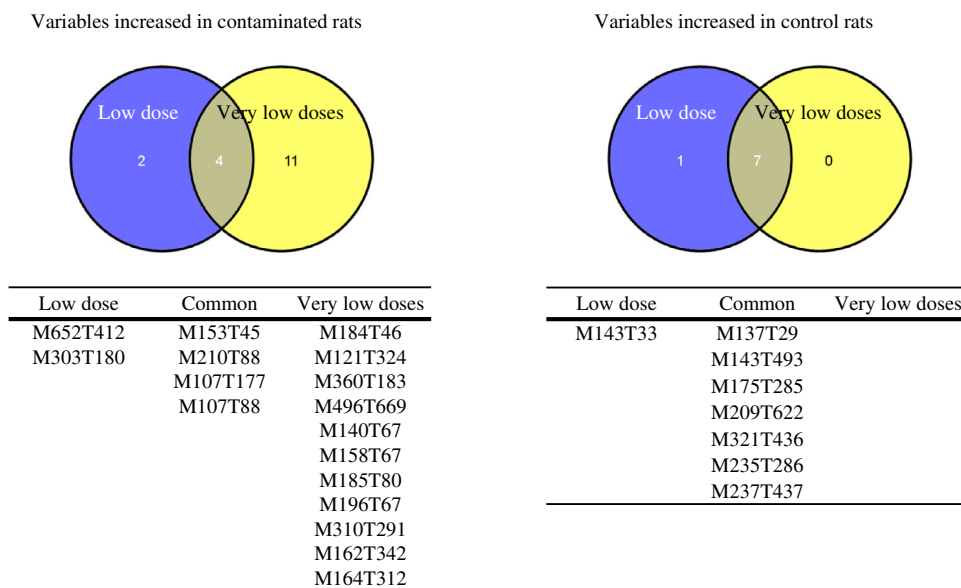 Variables increased in contaminated rats
Low dose
Very low doses
2
4
11
Low dose Common Very low doses
M652T412 M153T45 M184T46
M303T180 M210T88 M121T324
M107T177 M360T183
M107T88 M496T669
M140T67
M158T67
M185T80
M196T67
M310T291
M162T342
M164T312
Variables increased in control rats
Low dose
Very low doses
1
7
0
Low dose Common Very low doses
M143T33 M137T29
M143T493
M175T285
M209T622
M321T436
M235T286
M237T437